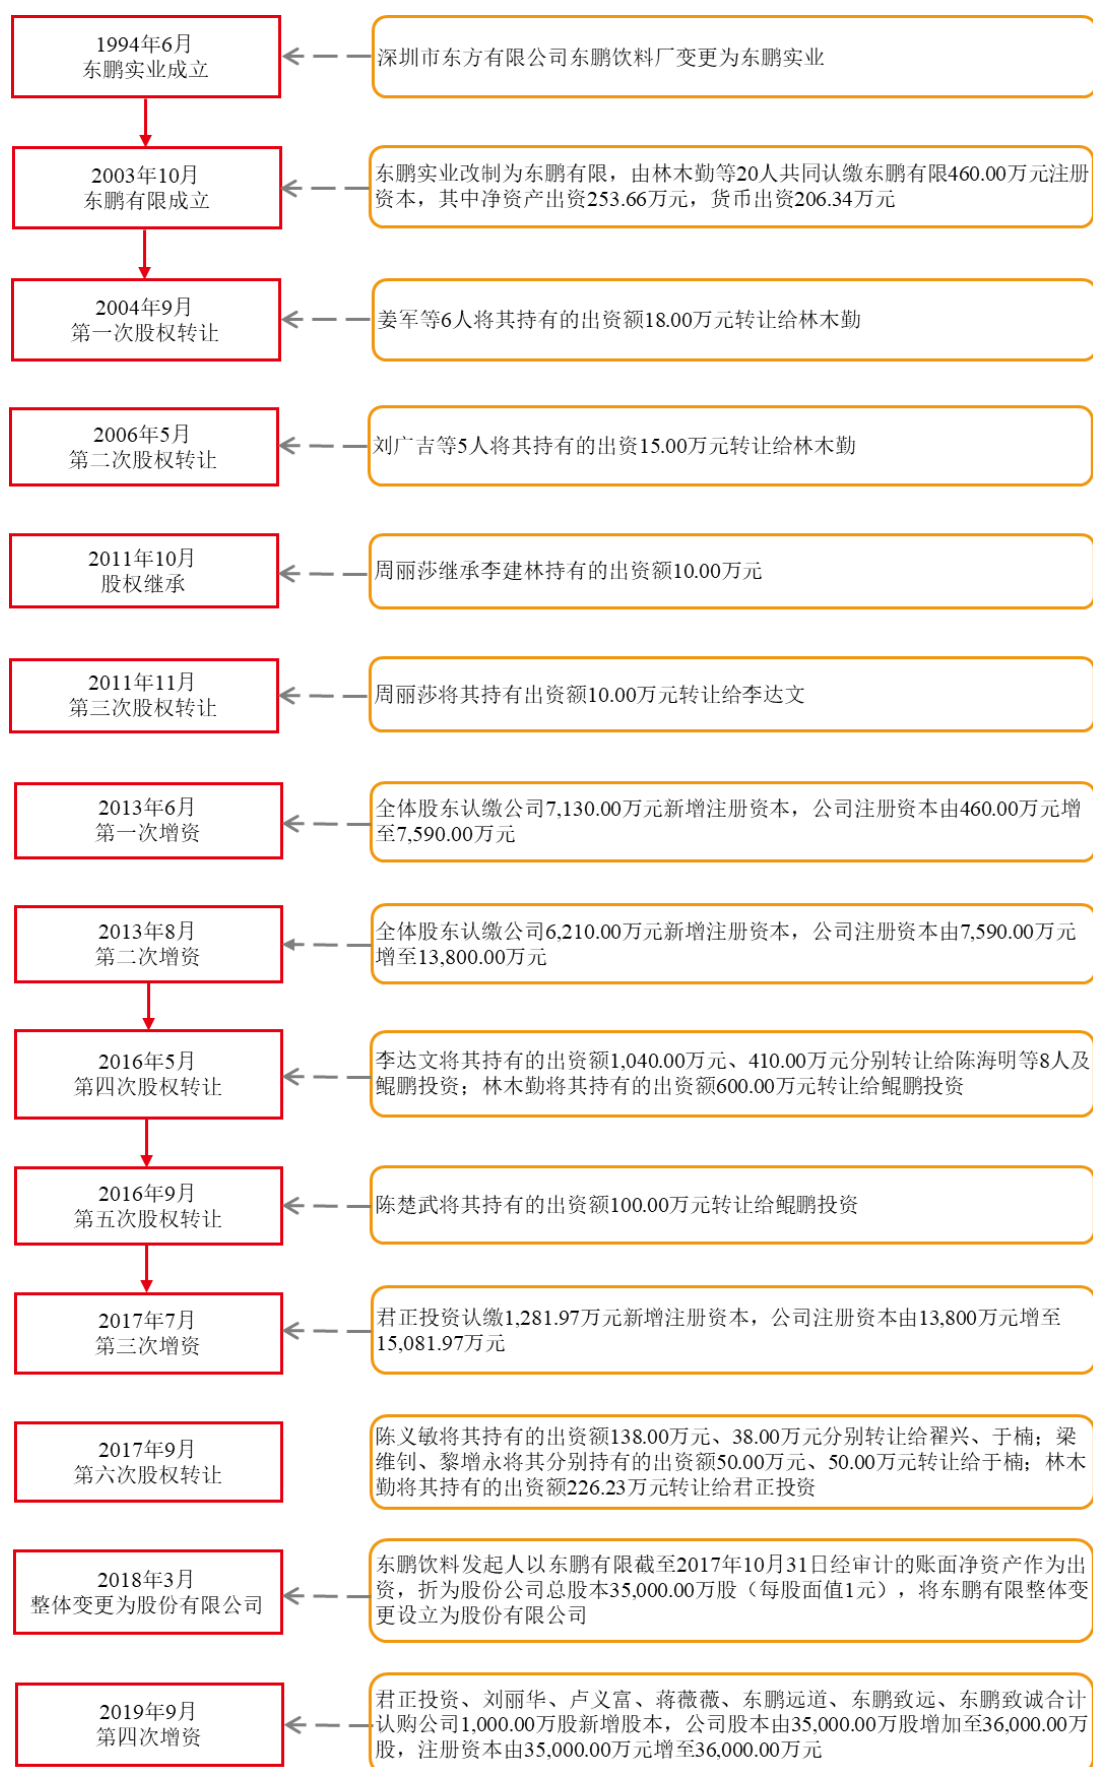 1994年6月
东鹏实业成立
深圳市东方有限公司东鹏饮料厂变更为东鹏实业
2003年10月
东鹏有限成立
东鹏实业改制为东鹏有限，由林木勤等20人共同认缴东鹏有限460.00万元注册
资本，其中净资产出资253.66万元，货币出资206.34万元
2004年9月
第一次股权转让
姜军等6人将其持有的出资额18.00万元转让给林木勤
2006年5月
第二次股权转让
刘广吉等5人将其持有的出资15.00万元转让给林木勤
2011年10月
股权继承
周丽莎继承李建林持有的出资额10.00万元
2011年11月
第三次股权转让
周丽莎将其持有出资额10.00万元转让给李达文
2013年6月
第一次增资
全体股东认缴公司7,130.00万元新增注册资本，公司注册资本由460.00万元增
至7,590.00万元
2013年8月
第二次增资
全体股东认缴公司6,210.00万元新增注册资本，公司注册资本由7,590.00万元
增至13,800.00万元
2016年5月
第四次股权转让
李达文将其持有的出资额1,040.00万元、410.00万元分别转让给陈海明等8人及
鲲鹏投资；林木勤将其持有的出资额600.00万元转让给鲲鹏投资
2016年9月
第五次股权转让
陈楚武将其持有的出资额100.00万元转让给鲲鹏投资
2017年7月
第三次增资
君正投资认缴1,281.97万元新增注册资本，公司注册资本由13,800万元增至
15,081.97万元
2017年9月
第六次股权转让
陈义敏将其持有的出资额138.00万元、38.00万元分别转让给翟兴、于楠；梁
维钊、黎增永将其分别持有的出资额50.00万元、50.00万元转让给于楠；林木
勤将其持有的出资额226.23万元转让给君正投资
2018年3月
整体变更为股份有限公司
东鹏饮料发起人以东鹏有限截至2017年10月31日经审计的账面净资产作为出
资，折为股份公司总股本35,000.00万股（每股面值1元），将东鹏有限整体变
更设立为股份有限公司
2019年9月
第四次增资
君正投资、刘丽华、卢义富、蒋薇薇、东鹏远道、东鹏致远、东鹏致诚合计
认购公司1,000.00万股新增股本，公司股本由35,000.00万股增加至36,000.00万
股，注册资本由35,000.00万元增至36,000.00万元